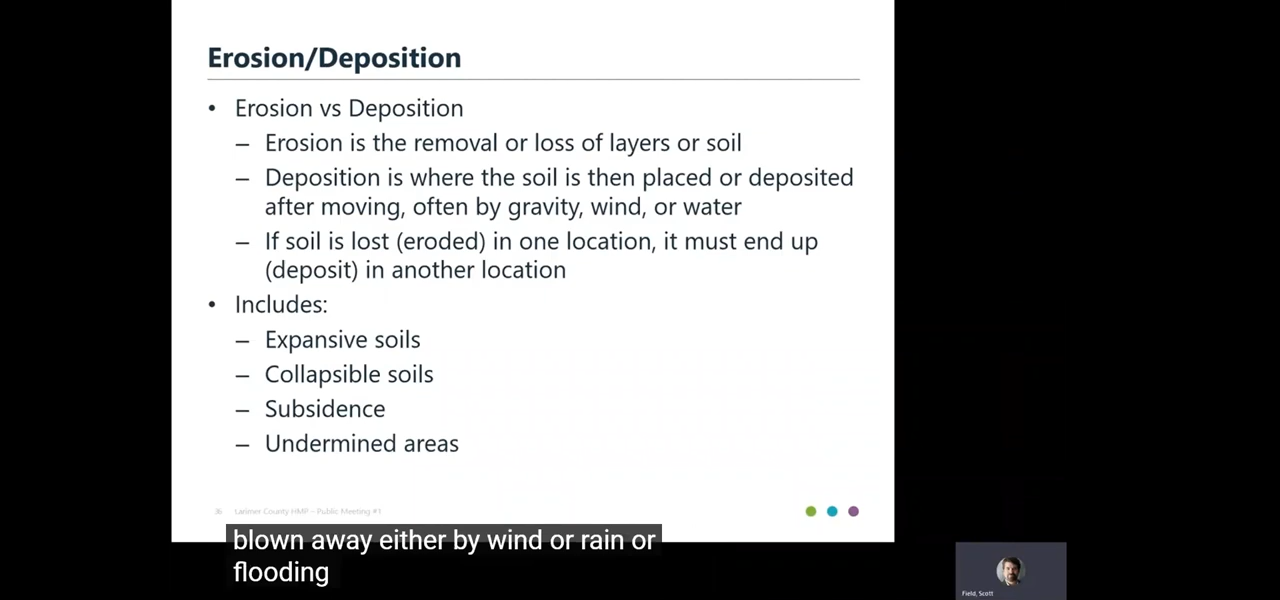 Erosion/Deposition
• Erosion vs Deposition
– Erosion is the removal or loss of layers or soil
– Deposition is where the soil is then placed or deposited
after moving, often by gravity, wind, or water
– If soil is lost (eroded) in one location, it must end up
(deposit) in another location
• Includes:
– Expansive soils
– Collapsible soils
– Subsidence
– Undermined areas
36 Larimer County HMP – Public Meeting #1
blown away either by wind or rain or
flooding
Field, Scott